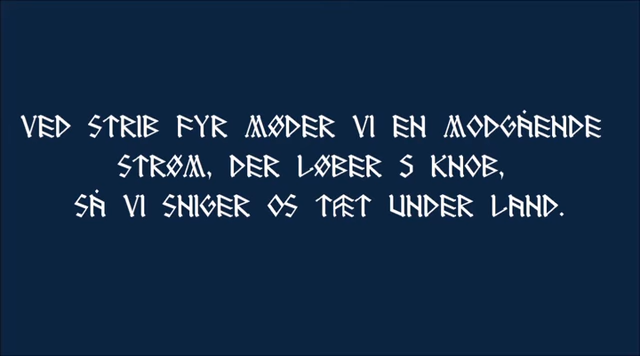 VED STRIB FYR MØDER VI EN MODGÅENDE
STRØM, DER LØBER 5 KNOB,
SÅ VI SNIGER OS TÆT UNDER LAND.